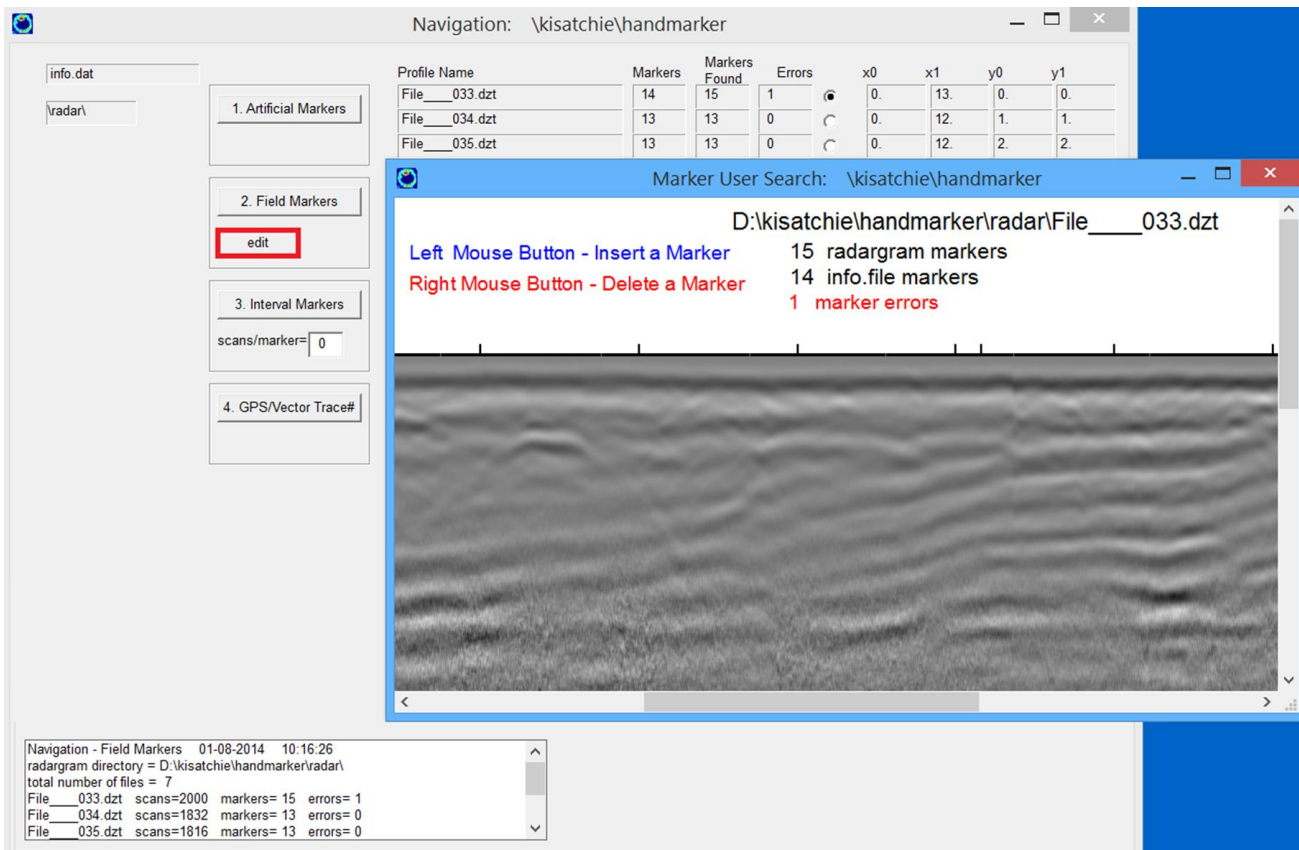 Navigation: \kisatchie\handmarker
info.dat
\radar\
1. Artificial Markers
2. Field Markers
edit
3. Interval Markers
scans/marker= 0
4. GPS/Vector Trace#
Profile Name Markers Markers Found Errors x0 x1 y0 y1
File____033.dzt 14 15 1 0. 13. 0. 0.
File____034.dzt 13 13 0 0. 12. 1. 1.
File____035.dzt 13 13 0 0. 12. 2. 2.
Marker User Search: \kisatchie\handmarker
D:\kisatchie\handmarker\radar\File____033.dzt
Left Mouse Button - Insert a Marker 15 radargram markers
Right Mouse Button - Delete a Marker 14 info.file markers
1 marker errors
Navigation - Field Markers 01-08-2014 10:16:26
radargram directory = D:\kisatchie\handmarker\radar\
total number of files = 7
File____033.dzt scans=2000 markers= 15 errors= 1
File____034.dzt scans=1832 markers= 13 errors= 0
File____035.dzt scans=1816 markers= 13 errors= 0